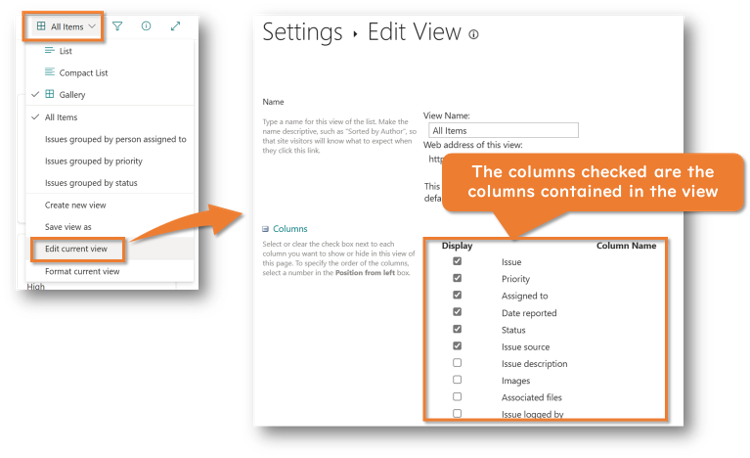 All Items
List
Compact List
Gallery
All Items
Issues grouped by person assigned to
Issues grouped by priority
Issues grouped by status
Create new view
Save view as
Edit current view
Format current view
High
Settings › Edit View
Name
Type a name for this view of the list. Make the
name descriptive, such as "Sorted by Author", so
that site visitors will know what to expect when
they click this link.
View Name:
All Items
Web address of this view:
http
This
defa
The columns checked are the
columns contained in the view
Columns
Select or clear the check box next to each
column you want to show or hide in this view of
this page. To specify the order of the columns,
select a number in the Position from left box.
Display Column Name
Issue
Priority
Assigned to
Date reported
Status
Issue source
Issue description
Images
Associated files
Issue logged by